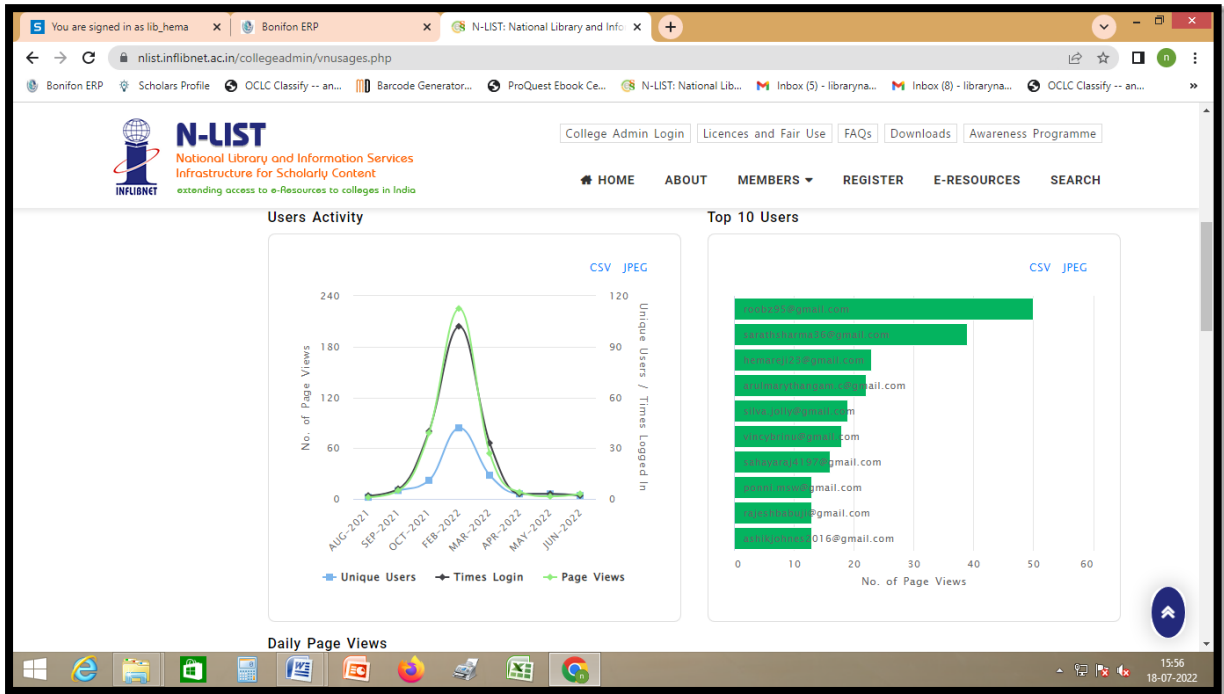 You are signed in as lib_hema
Bonifon ERP
N-LIST: National Library and Infor
nlist.inflibnet.ac.in/collegeadmin/vnusages.php
n
Bonifon ERP
Scholars Profile
OCLC Classify -- an...
Barcode Generator...
ProQuest Ebook Ce...
N-LIST: National Lib...
Inbox (5) - libraryna...
Inbox (8) - libraryna...
OCLC Classify -- an...
»
INFLIBNET
N-LIST
National Library and Information Services
Infrastructure for Scholarly Content
extending access to e-Resources to colleges in India
College Admin Login
Licences and Fair Use
FAQs
Downloads
Awareness Programme
HOME
ABOUT
MEMBERS
REGISTER
E-RESOURCES
SEARCH
Users Activity
CSV JPEG
240
180
120
60
0
No. of Page Views
120
90
60
30
0
Unique Users / Times Logged In
AUG-2021
SEP-2021
OCT-2021
FEB-2022
MAR-2022
APR-2022
MAY-2022
JUN-2022
Unique Users
Times Login
Page Views
Top 10 Users
CSV JPEG
roobz95@gmail.com
sarathsharma56@gmail.com
hemareji21@gmail.com
arulmarythangam.c@gmail.com
silva.jolly@gmail.com
vincybrinu@gmail.com
ponni.msw@gmail.com
rajeshbabuji@gmail.com
ashikjonnes2016@gmail.com
0 10 20 30 40 50 60
No. of Page Views
Daily Page Views
15:56
18-07-2022